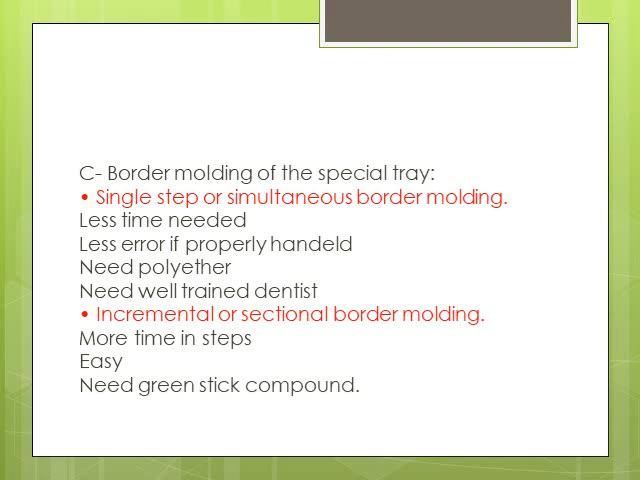 C- Border molding of the special tray:
• Single step or simultaneous border molding.
Less time needed
Less error if properly handeld
Need polyether
Need well trained dentist
• Incremental or sectional border molding.
More time in steps
Easy
Need green stick compound.